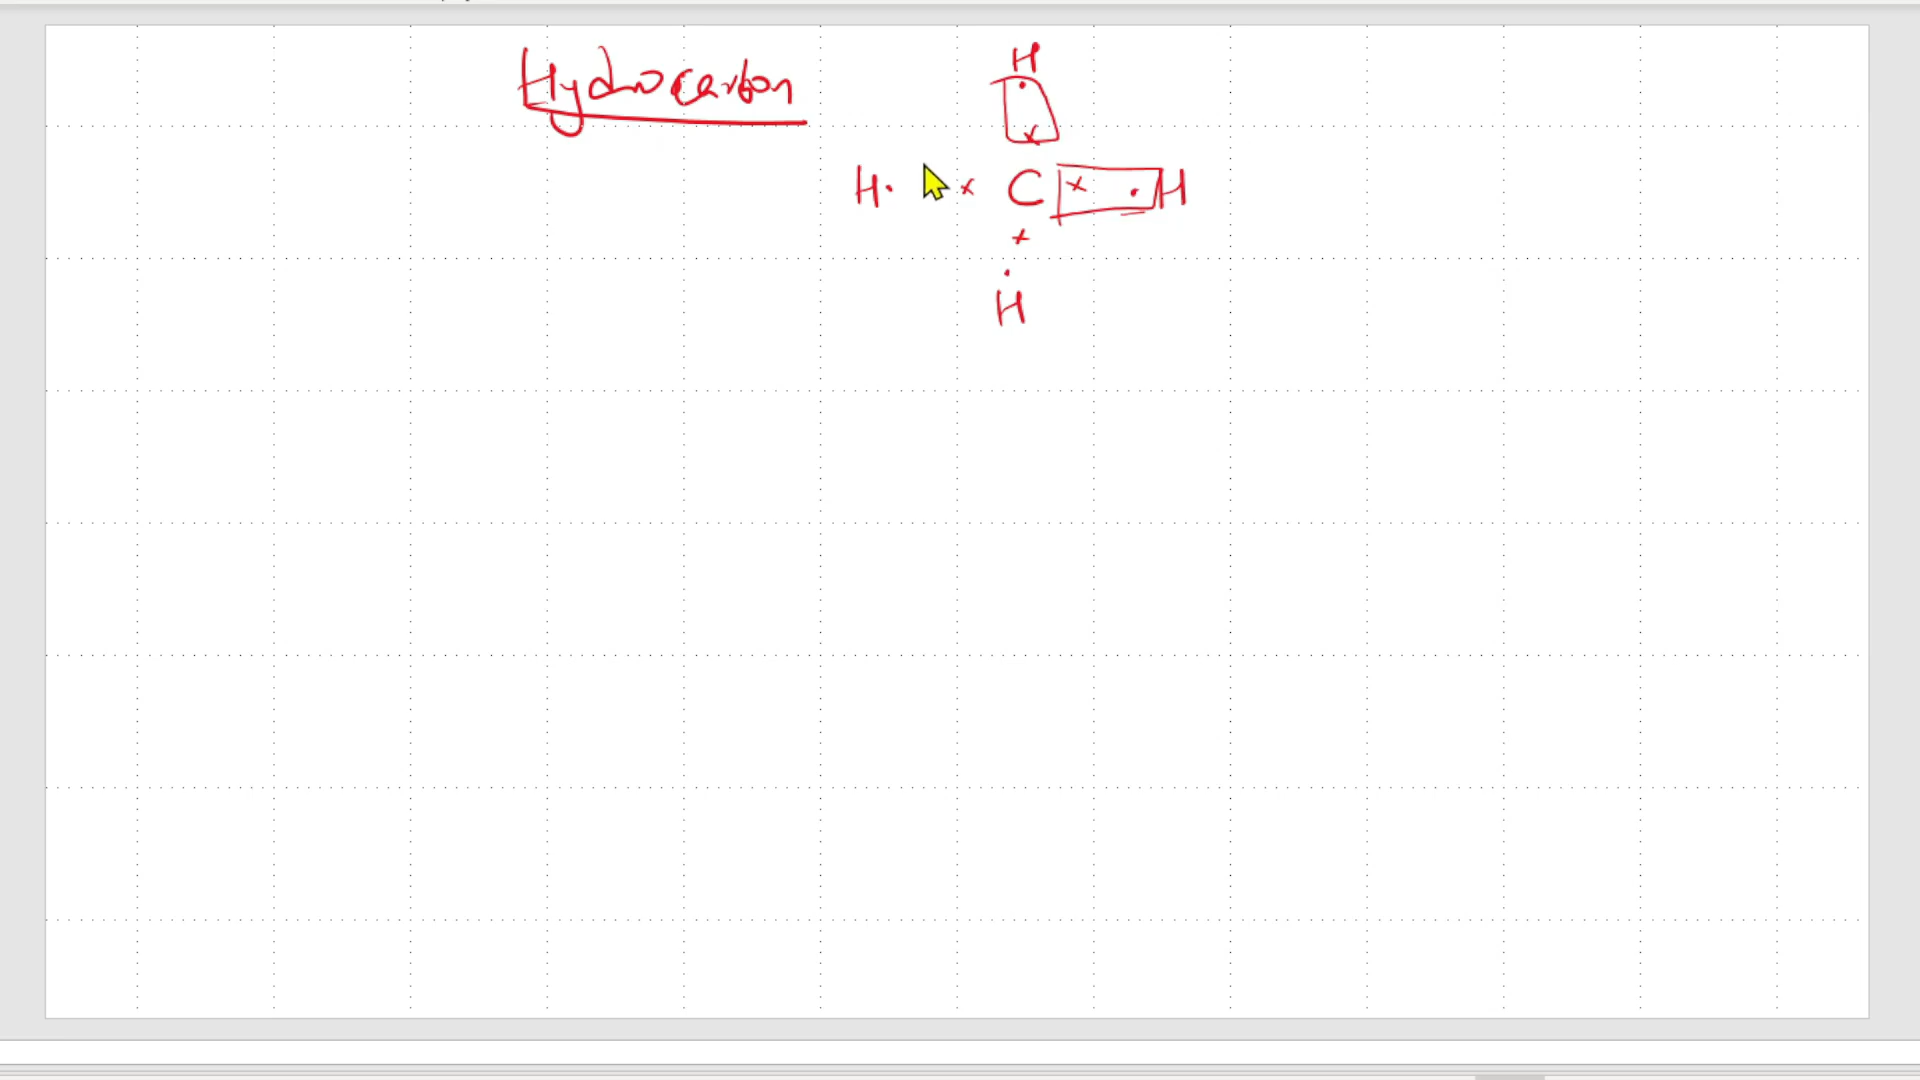 Hydrocarbon
H
•
x
H • x C x • H
x
•
H